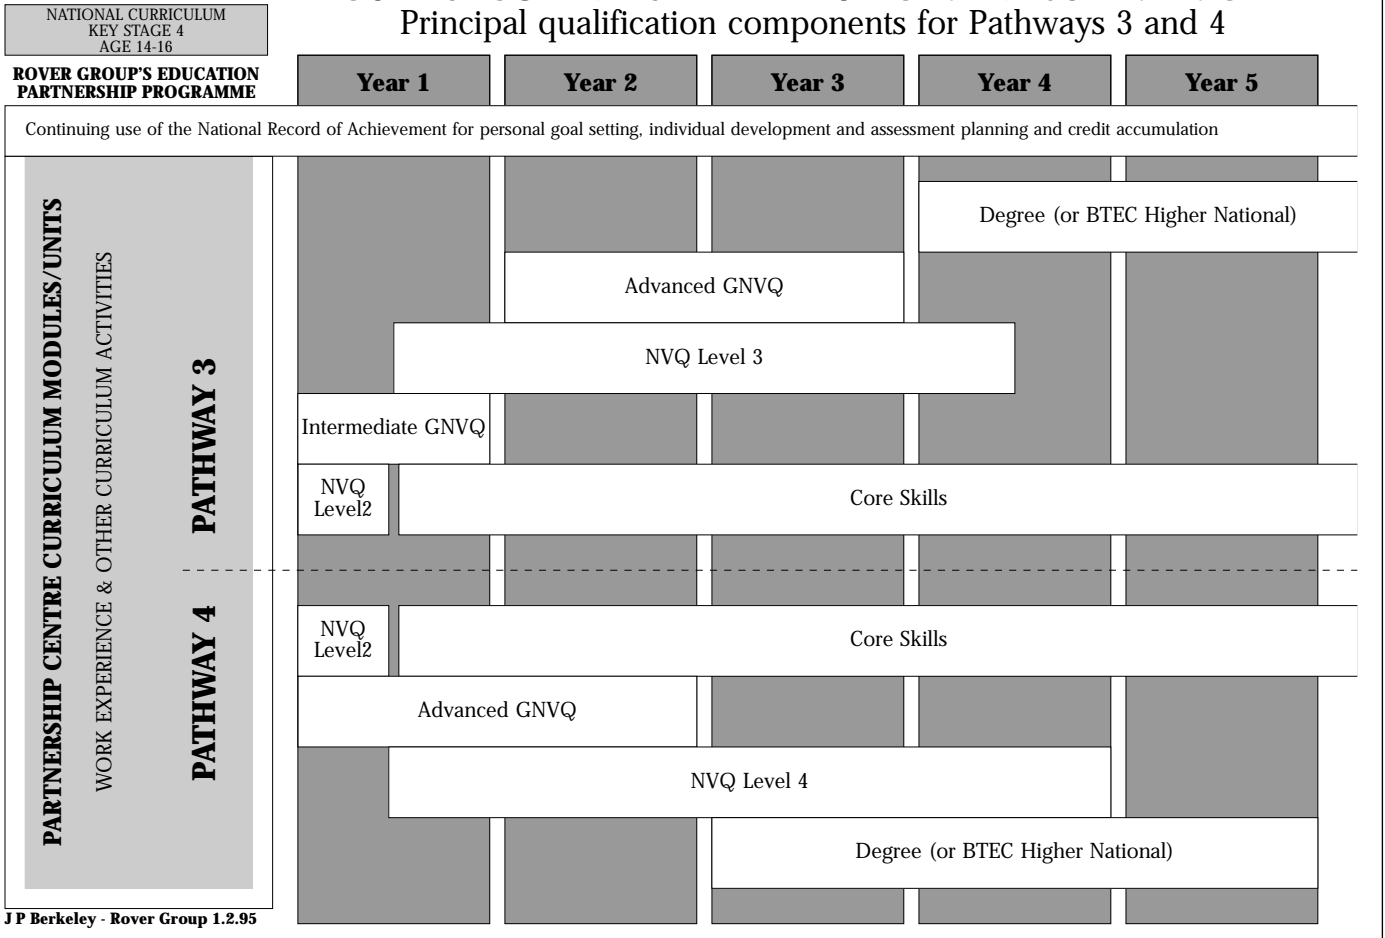 Principal qualification components for Pathways 3 and 4
NATIONAL CURRICULUM
KEY STAGE 4
AGE 14-16
ROVER GROUP'S EDUCATION
PARTNERSHIP PROGRAMME
Year 1
Year 2
Year 3
Year 4
Year 5
Continuing use of the National Record of Achievement for personal goal setting, individual development and assessment planning and credit accumulation
PARTNERSHIP CENTRE CURRICULUM MODULES/UNITS
WORK EXPERIENCE & OTHER CURRICULUM ACTIVITIES
PATHWAY 3
Degree (or BTEC Higher National)
Advanced GNVQ
NVQ Level 3
Intermediate GNVQ
NVQ
Level2
Core Skills
PATHWAY 4
NVQ
Level2
Core Skills
Advanced GNVQ
NVQ Level 4
Degree (or BTEC Higher National)
J P Berkeley - Rover Group 1.2.95